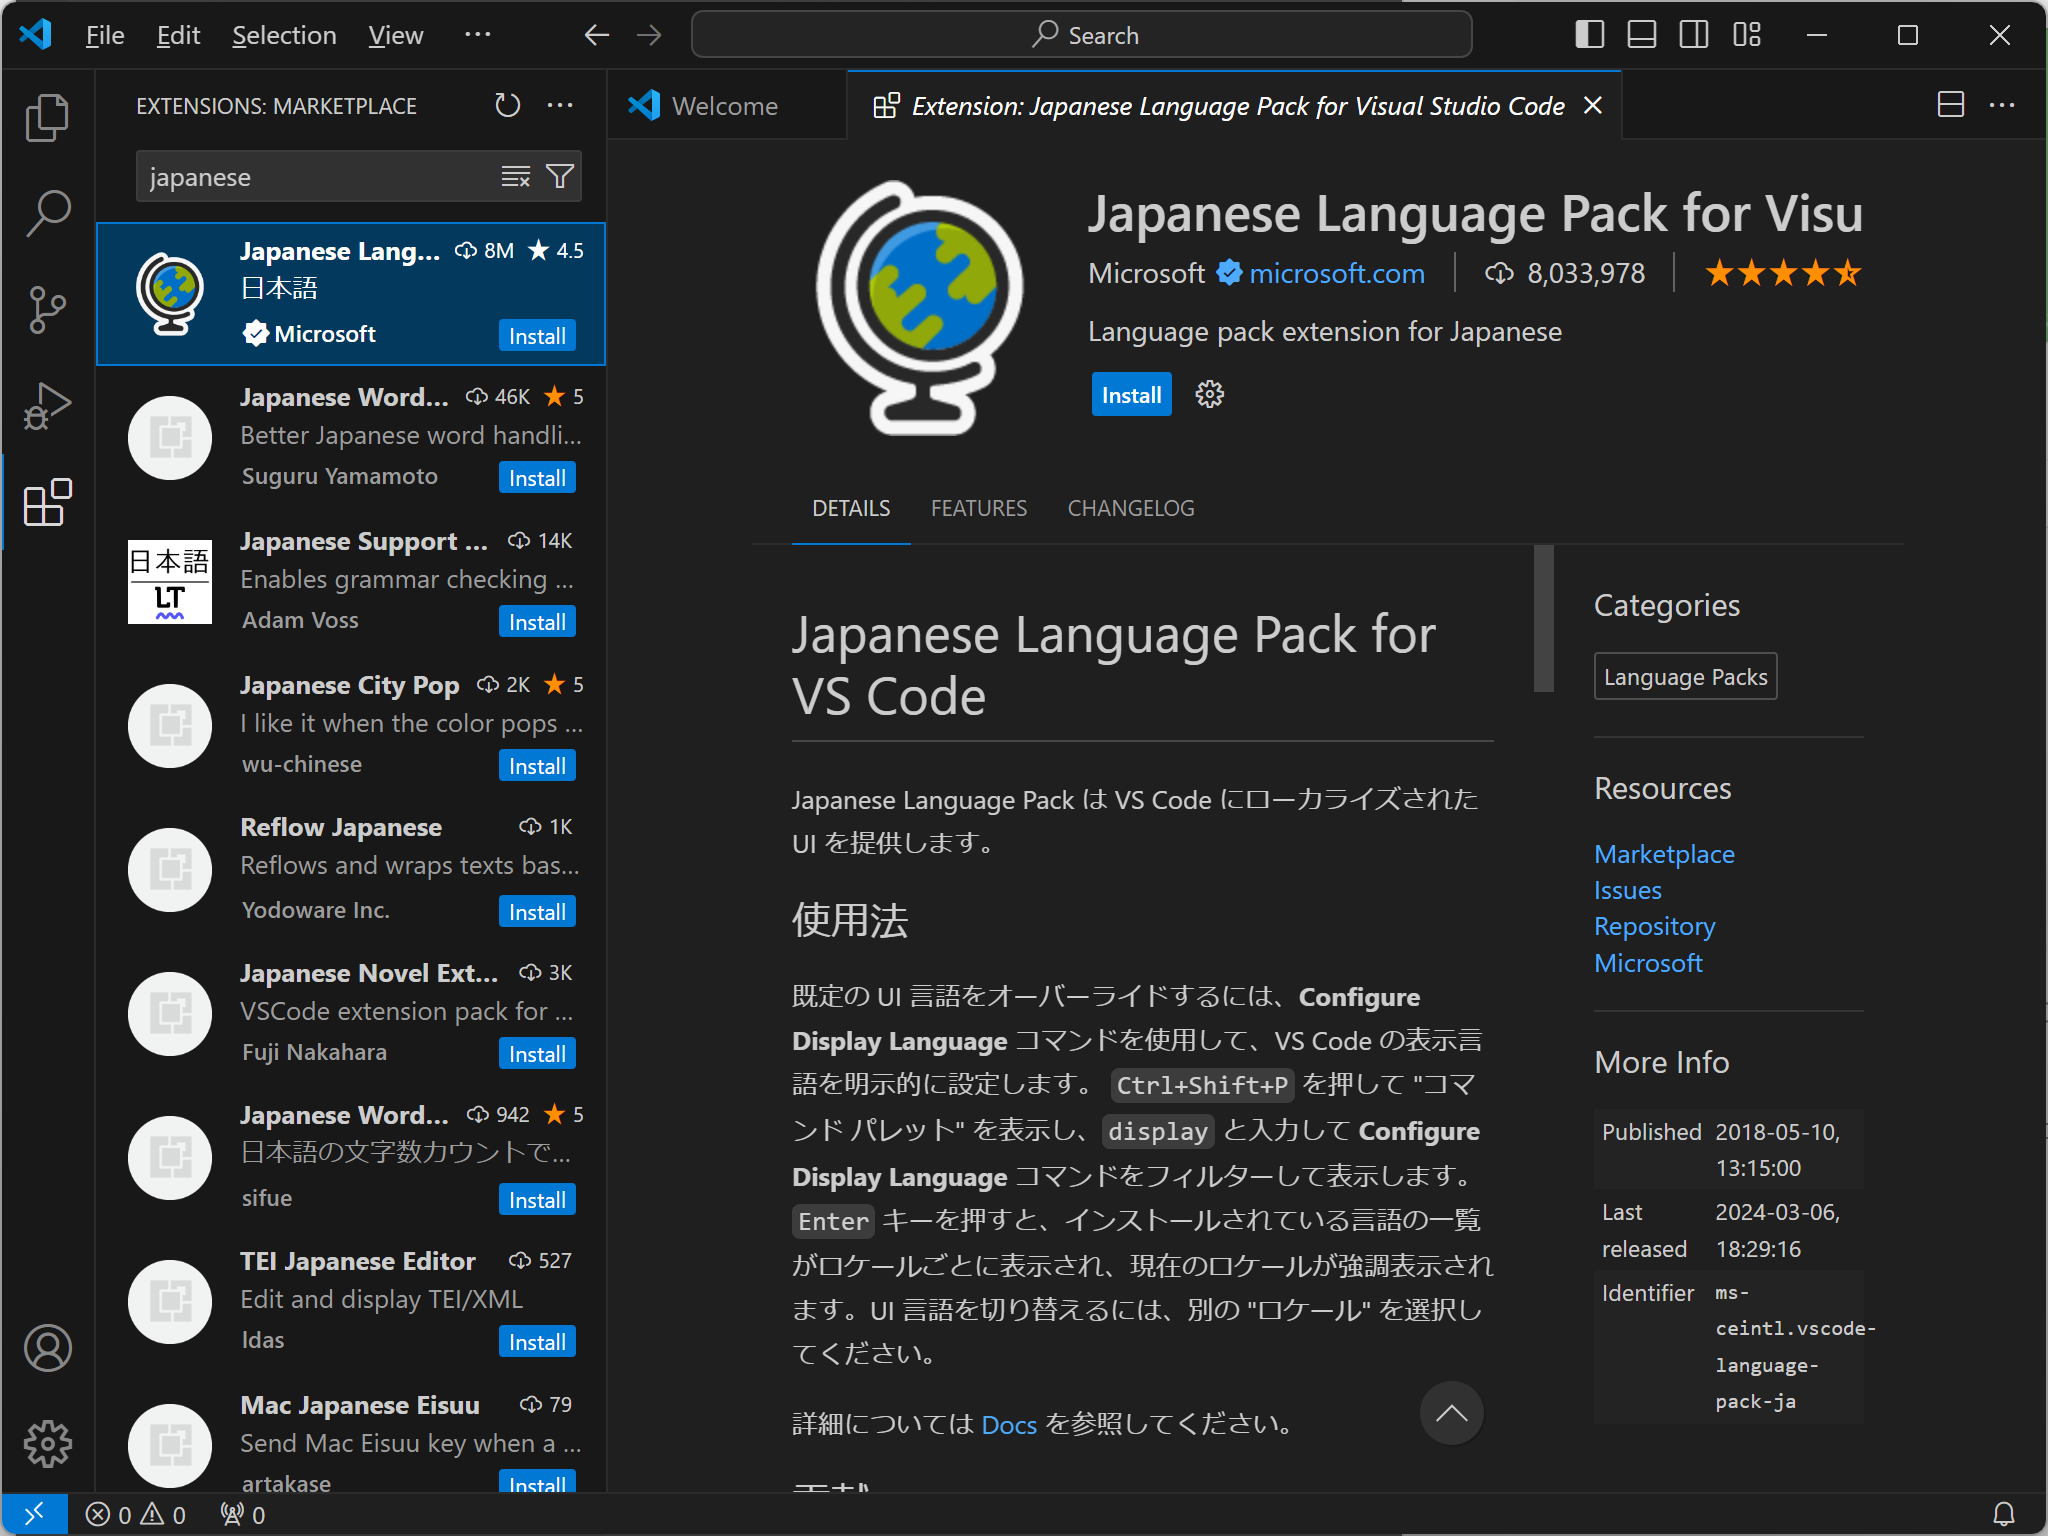 File Edit Selection View ··· Search
EXTENSIONS: MARKETPLACE
japanese
Japanese Lang... 8M ★ 4.5
日本語
Microsoft Install
Japanese Word... 46K ★ 5
Better Japanese word handli...
Suguru Yamamoto Install
日本語
LT
Japanese Support ... 14K
Enables grammar checking ...
Adam Voss Install
Japanese City Pop 2K ★ 5
I like it when the color pops ...
wu-chinese Install
Reflow Japanese 1K
Reflows and wraps texts bas...
Yodoware Inc. Install
Japanese Novel Ext... 3K
VSCode extension pack for ...
Fuji Nakahara Install
Japanese Word... 942 ★ 5
日本語の文字数カウントで...
sifue Install
TEI Japanese Editor 527
Edit and display TEI/XML
ldas Install
Mac Japanese Eisuu 79
Send Mac Eisuu key when a ...
artakase Install
Welcome
Extension: Japanese Language Pack for Visual Studio Code
Japanese Language Pack for Visu
Microsoft microsoft.com 8,033,978
Language pack extension for Japanese
Install
DETAILS FEATURES CHANGELOG
Japanese Language Pack for
VS Code
Japanese Language Pack は VS Code にローカライズされた
UI を提供します。
使用法
既定の UI 言語をオーバーライドするには、Configure
Display Language コマンドを使用して、VS Code の表示言
語を明示的に設定します。 Ctrl+Shift+P を押して "コマ
ンド パレット" を表示し、display と入力して Configure
Display Language コマンドをフィルターして表示します。
Enter キーを押すと、インストールされている言語の一覧
がロケールごとに表示され、現在のロケールが強調表示され
ます。UI 言語を切り替えるには、別の "ロケール" を選択し
てください。
詳細については Docs を参照してください。
Categories
Language Packs
Resources
Marketplace
Issues
Repository
Microsoft
More Info
Published 2018-05-10,
13:15:00
Last 2024-03-06,
released 18:29:16
Identifier ms-
ceintl.vscode-
language-
pack-ja
0 0 0